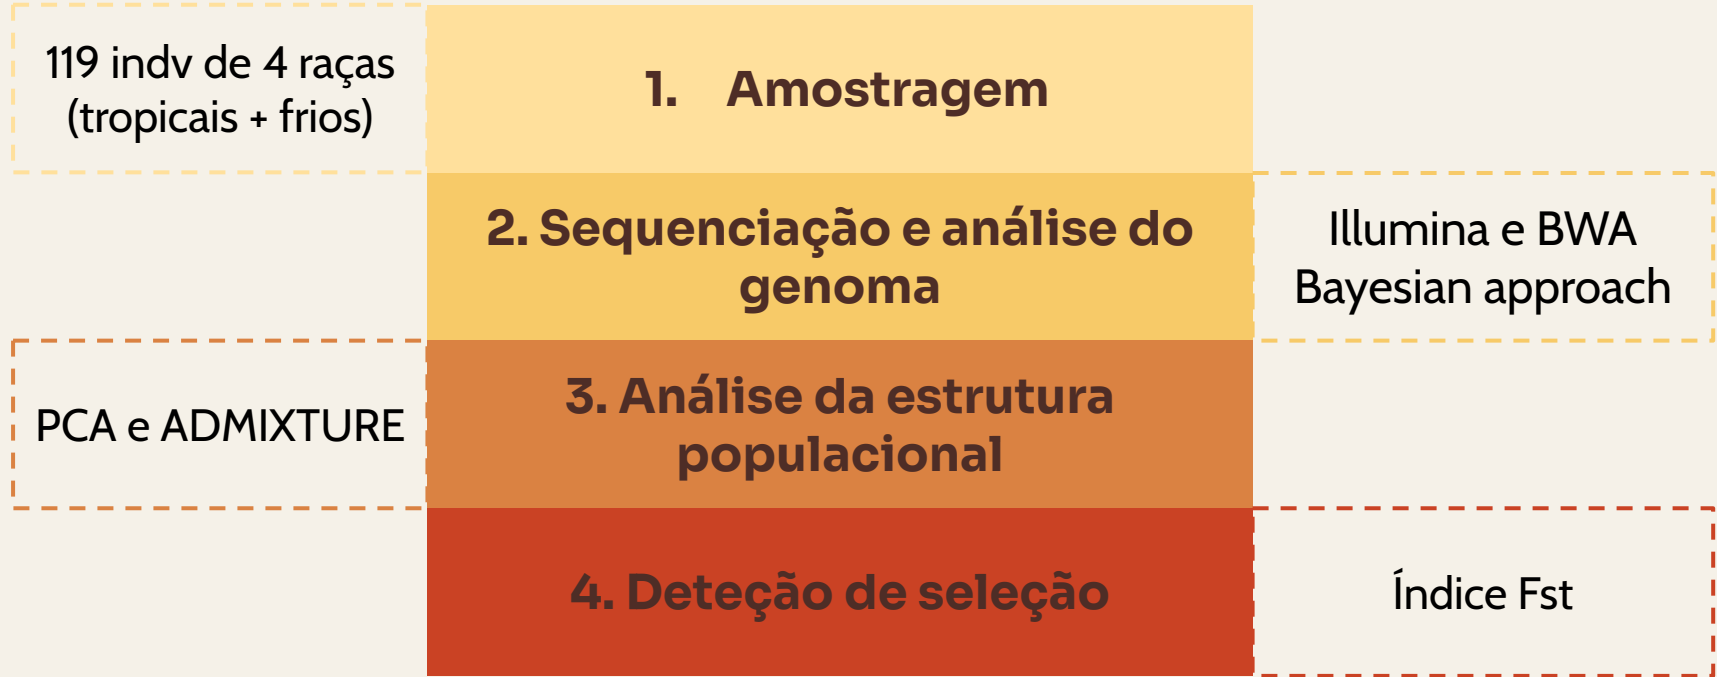 119 indv de 4 raças
(tropicais + frios)
1. Amostragem
2. Sequenciação e análise do
genoma
Illumina e BWA
Bayesian approach
PCA e ADMIXTURE
3. Análise da estrutura
populacional
4. Deteção de seleção
Índice Fst